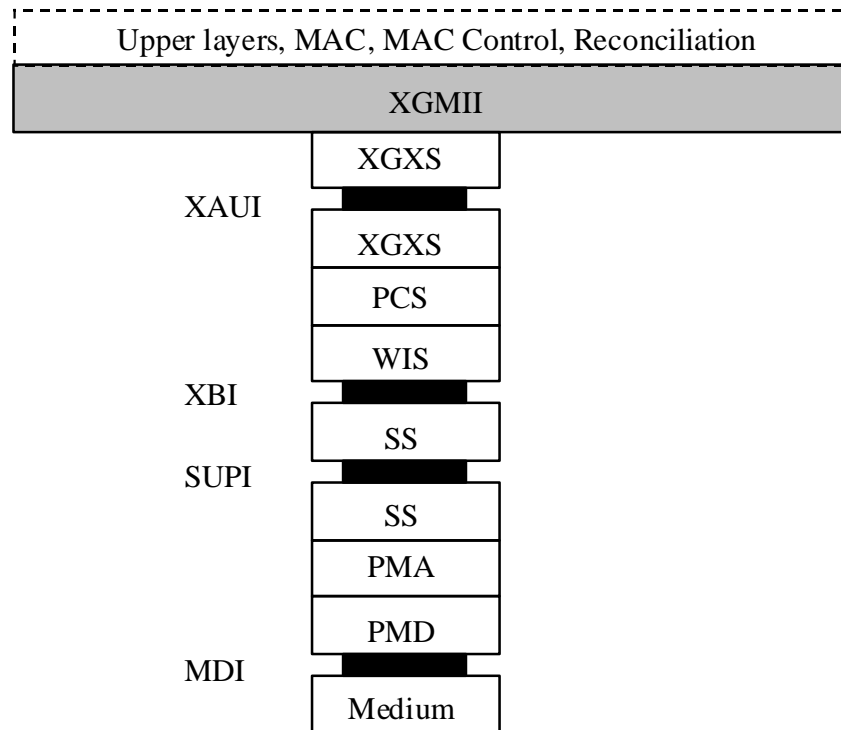 Upper layers, MAC, MAC Control, Reconciliation
XGMII
XGXS
XAUI
XGXS
PCS
WIS
XBI
SS
SUPI
SS
PMA
PMD
MDI
Medium